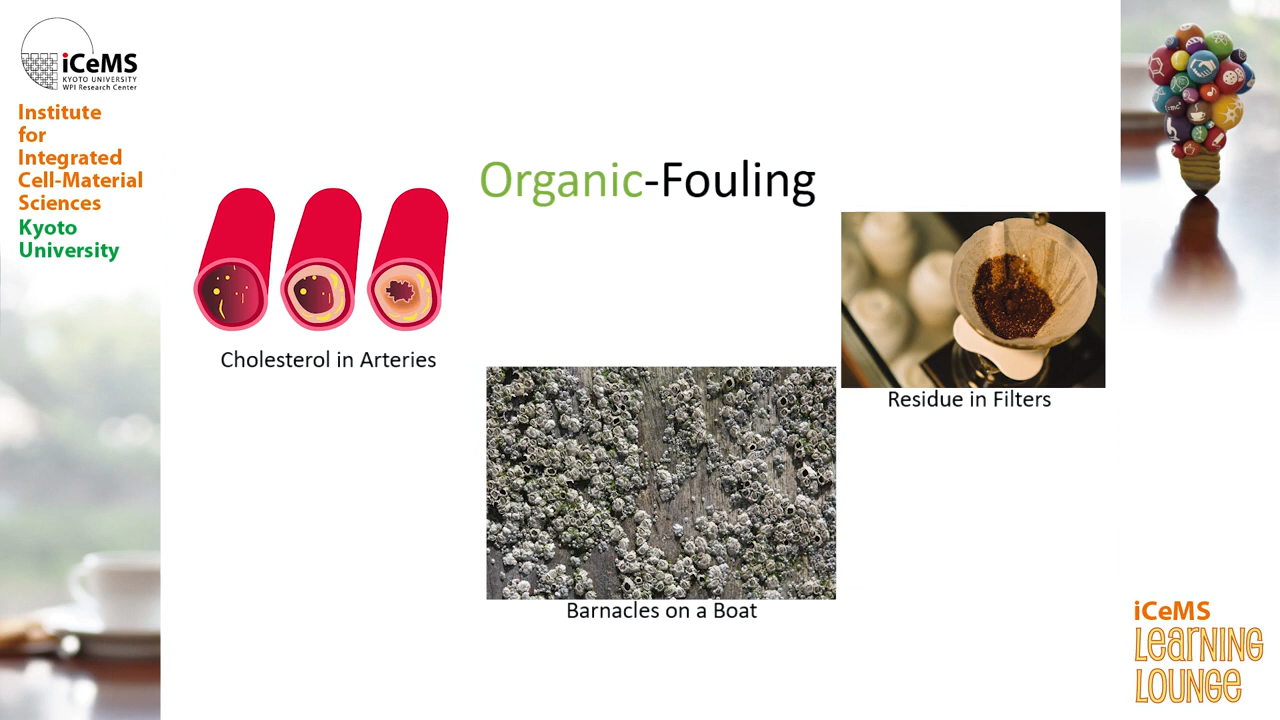 iCeMS
KYOTO UNIVERSITY
WPI Research Center
Institute
for
Integrated
Cell-Material
Sciences
Kyoto
University
Organic-Fouling
Cholesterol in Arteries
Residue in Filters
Barnacles on a Boat
iCeMS
LEARNING
LOUNGE